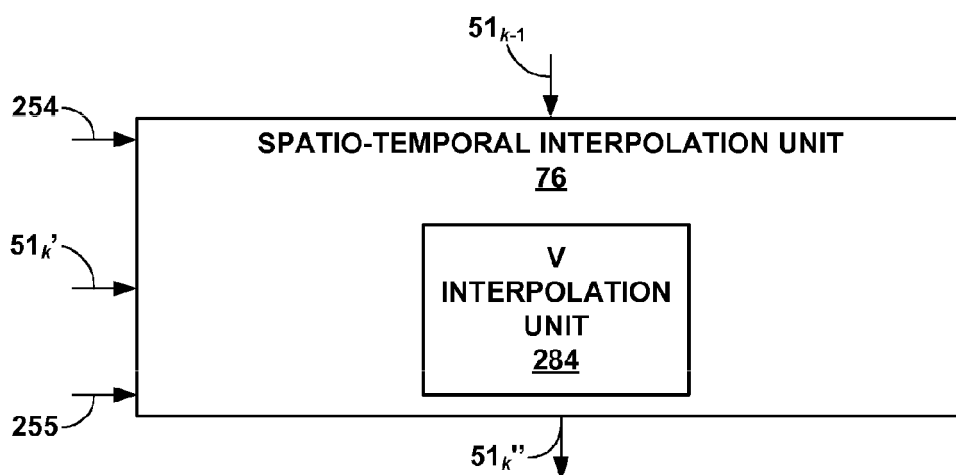 51k-1
254
SPATIO-TEMPORAL INTERPOLATION UNIT
76
51k'
V
INTERPOLATION
UNIT
284
255
51k''